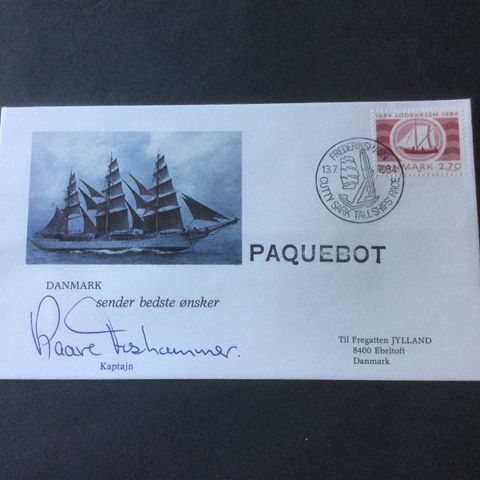 1684 LODSVÆSEN 1984
DANMARK 2.70
FREDERIKSHAVN
13.7. 1984
CUTTY SARK TALL SHIPS RACE
PAQUEBOT
DANMARK
sender bedste ønsker
Kaptajn
Til Fregatten JYLLAND
8400 Ebeltoft
Danmark